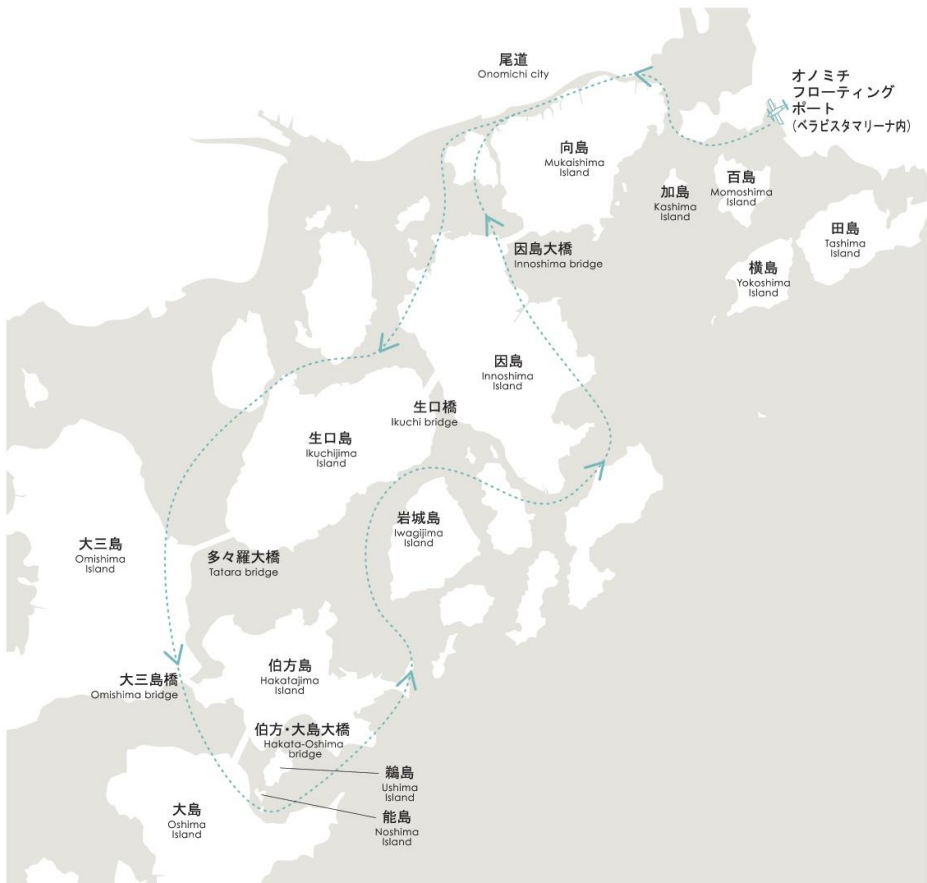 尾道
Onomichi city
オノミチ
フローティング
ポート
(ベラビスタマリーナ内)
向島
Mukaishima
Island
加島
Kashima
Island
百島
Momoshima
Island
田島
Tashima
Island
横島
Yokoshima
Island
因島大橋
Innoshima bridge
因島
Innoshima
Island
生口橋
Ikuchi bridge
生口島
Ikuchijima
Island
岩城島
Iwagijima
Island
大三島
Omishima
Island
多々羅大橋
Tatara bridge
伯方島
Hakatajima
Island
大三島橋
Omishima bridge
伯方・大島大橋
Hakata-Oshima
bridge
鵜島
Ushima
Island
能島
Noshima
Island
大島
Oshima
Island